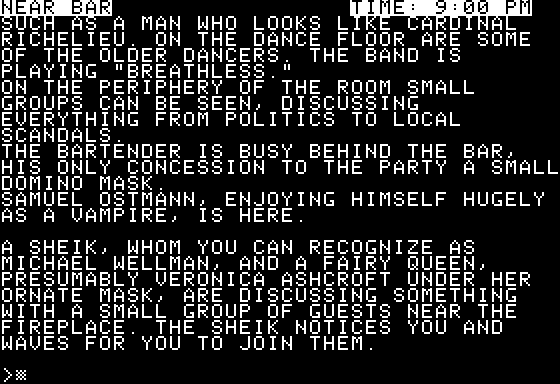 NEAR BAR TIME: 9:00 PM
SUCH AS A MAN WHO LOOKS LIKE CARDINAL
RICHELIEU. ON THE DANCE FLOOR ARE SOME
OF THE OLDER DANCERS. THE BAND IS
PLAYING "BREATHLESS."
ON THE PERIPHERY OF THE ROOM SMALL
GROUPS CAN BE SEEN, DISCUSSING
EVERYTHING FROM POLITICS TO LOCAL
SCANDALS.
THE BARTENDER IS BUSY BEHIND THE BAR,
HIS ONLY CONCESSION TO THE PARTY A SMALL
DOMINO MASK.
SAMUEL OSTMANN, ENJOYING HIMSELF HUGELY
AS A VAMPIRE, IS HERE.
A SHEIK, WHOM YOU CAN RECOGNIZE AS
MICHAEL WELLMAN, AND A FAIRY QUEEN,
PRESUMABLY VERONICA ASHCROFT UNDER HER
ORNATE MASK, ARE DISCUSSING SOMETHING
WITH A SMALL GROUP OF GUESTS NEAR THE
FIREPLACE. THE SHEIK NOTICES YOU AND
WAVES FOR YOU TO JOIN THEM.
>